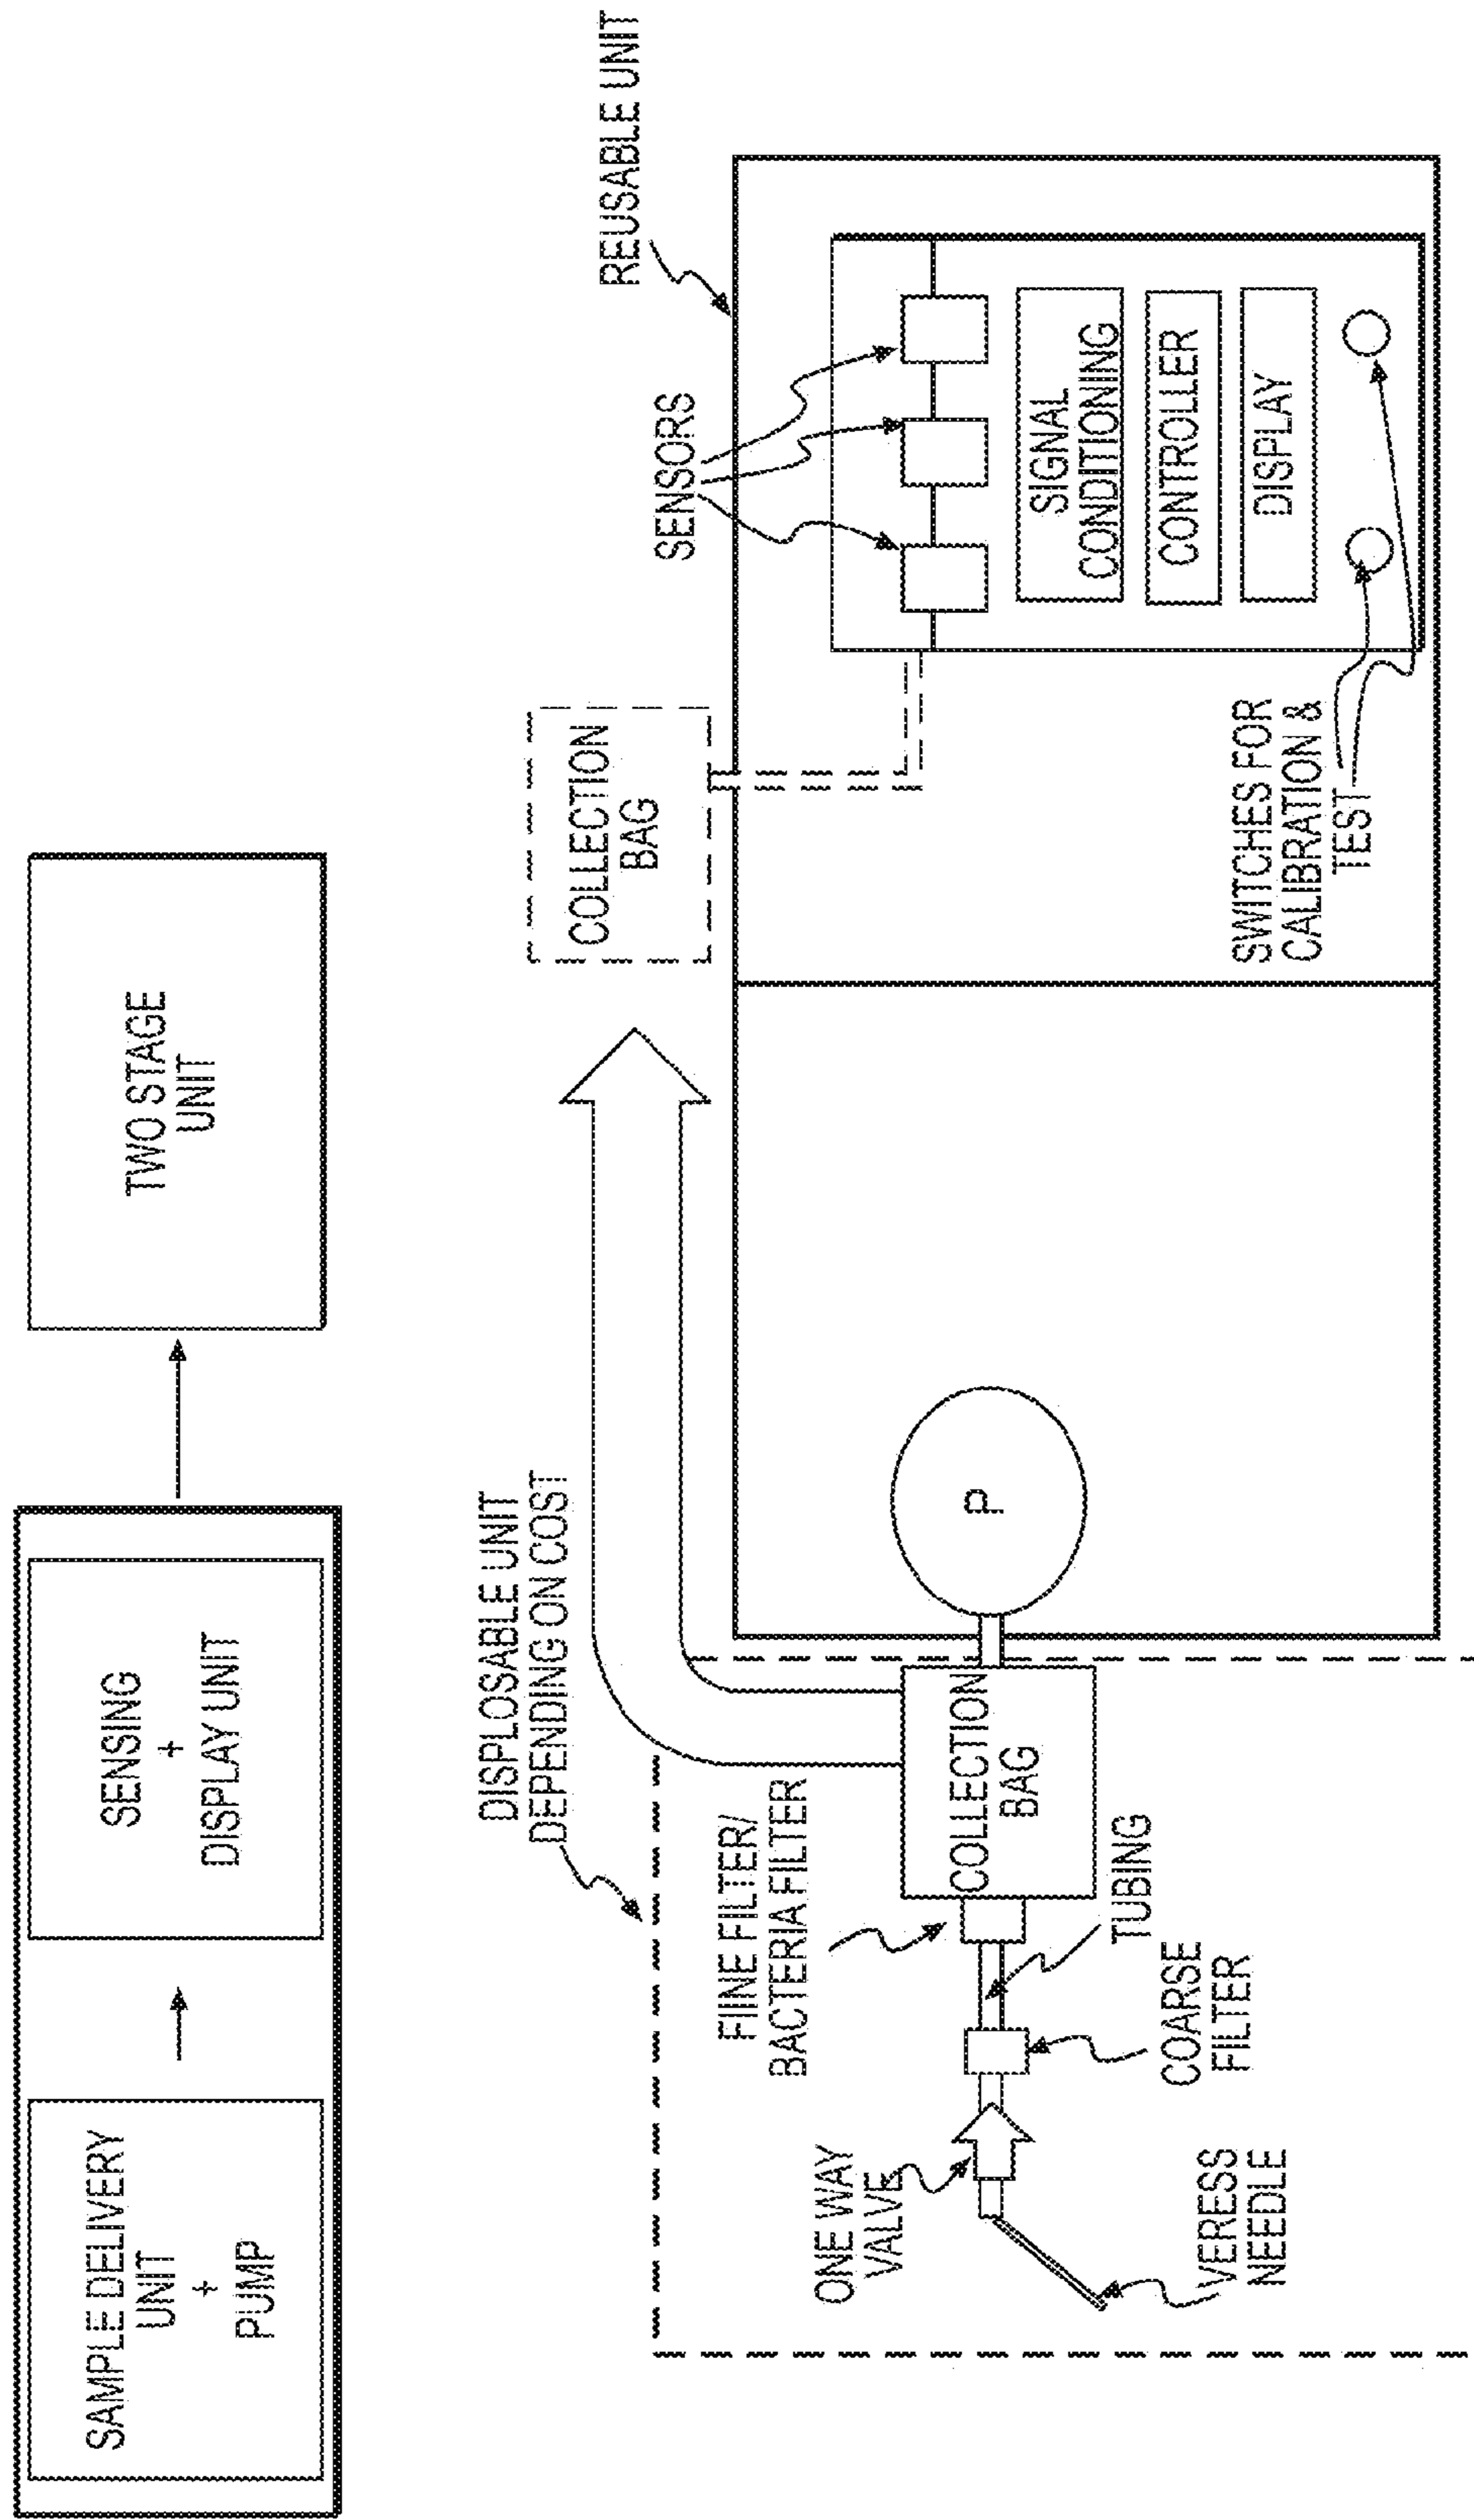 SAMPLE DELIVERY
UNIT
+
PUMP
SENSING
+
DISPLAY UNIT
TWO STAGE
UNIT
DISPLOSABLE UNIT
DEPENDING ON COST
COLLECTION
BAG
REUSABLE UNIT
SENSORS
FIINE FILTER/
BACTERIA FILTER
ONE WAY
VALVE
COLLECTION
BAG
P
SIGNAL
CONDITIONING
CONTROLLER
DISPLAY
TUBING
COARSE
FILTER
VERESS
NEEDLE
SWITCHES FOR
CALIBRATION &
TEST